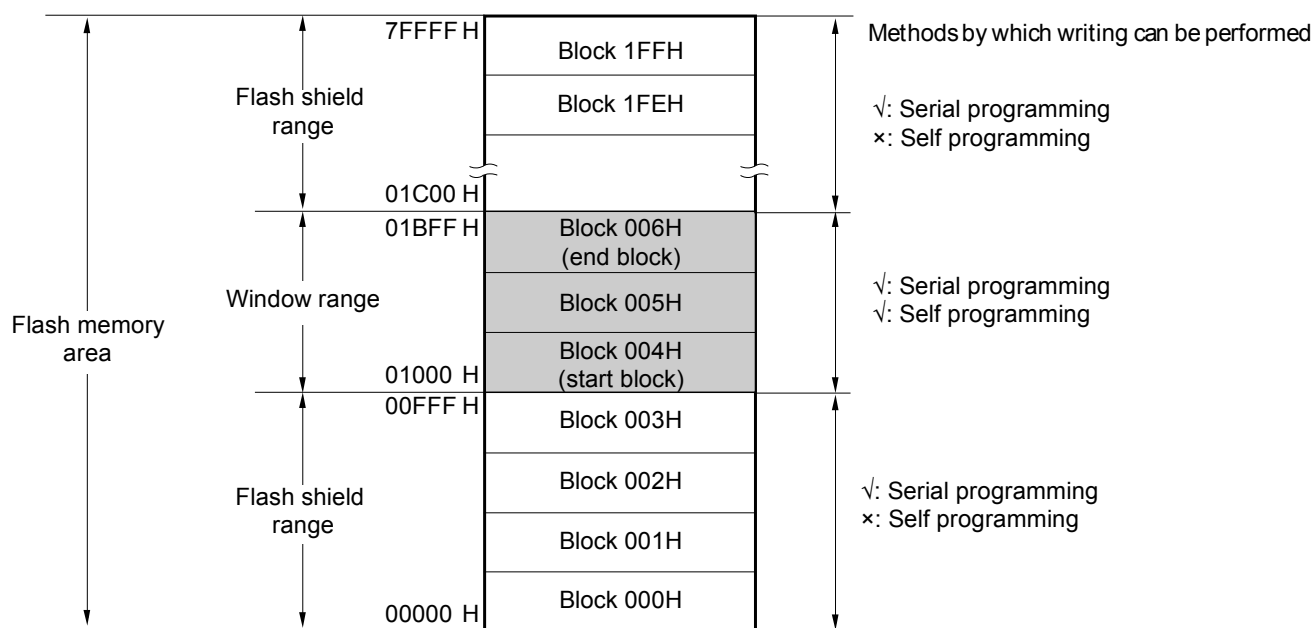 7FFFF H
Block 1FFH
Methods by which writing can be performed
Flash shield
range
Block 1FEH
√: Serial programming
×: Self programming
01C00 H
01BFF H
Block 006H
(end block)
Window range
Block 005H
√: Serial programming
√: Self programming
Flash memory
area
Block 004H
(start block)
01000 H
00FFF H
Block 003H
Flash shield
range
Block 002H
√: Serial programming
×: Self programming
Block 001H
Block 000H
00000 H